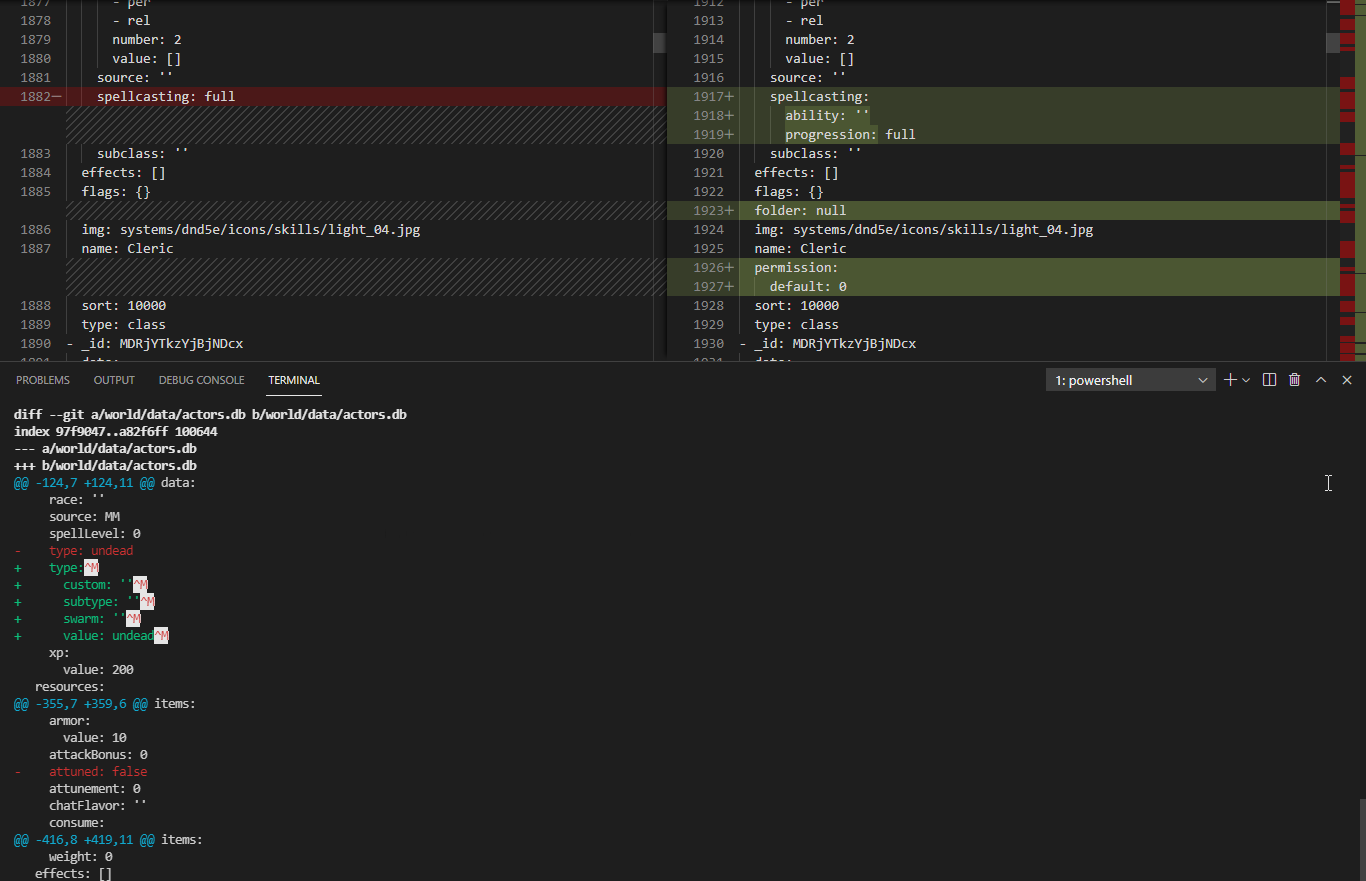 1877 - per
1878 - rel
1879 number: 2
1880 value: []
1881 source: ''
1882— spellcasting: full
1883 subclass: ''
1884 effects: []
1885 flags: {}
1886 img: systems/dnd5e/icons/skills/light_04.jpg
1887 name: Cleric
1888 sort: 10000
1889 type: class
1890 - _id: MDRjYTkzYjBjNDcx
1891 data:
1912 - per
1913 - rel
1914 number: 2
1915 value: []
1916 source: ''
1917+ spellcasting:
1918+ ability: ''
1919+ progression: full
1920 subclass: ''
1921 effects: []
1922 flags: {}
1923+ folder: null
1924 img: systems/dnd5e/icons/skills/light_04.jpg
1925 name: Cleric
1926+ permission:
1927+ default: 0
1928 sort: 10000
1929 type: class
1930 - _id: MDRjYTkzYjBjNDcx
1931 data:
PROBLEMS OUTPUT DEBUG CONSOLE TERMINAL 1: powershell
diff --git a/world/data/actors.db b/world/data/actors.db
index 97f9047..a82f6ff 100644
--- a/world/data/actors.db
+++ b/world/data/actors.db
@@ -124,7 +124,11 @@ data:
race: ''
source: MM
spellLevel: 0
- type: undead
+ type:^M
+ custom: ''^M
+ subtype: ''^M
+ swarm: ''^M
+ value: undead^M
xp:
value: 200
resources:
@@ -355,7 +359,6 @@ items:
armor:
value: 10
attackBonus: 0
- attuned: false
attunement: 0
chatFlavor: ''
consume:
@@ -416,8 +419,11 @@ items:
weight: 0
effects: []